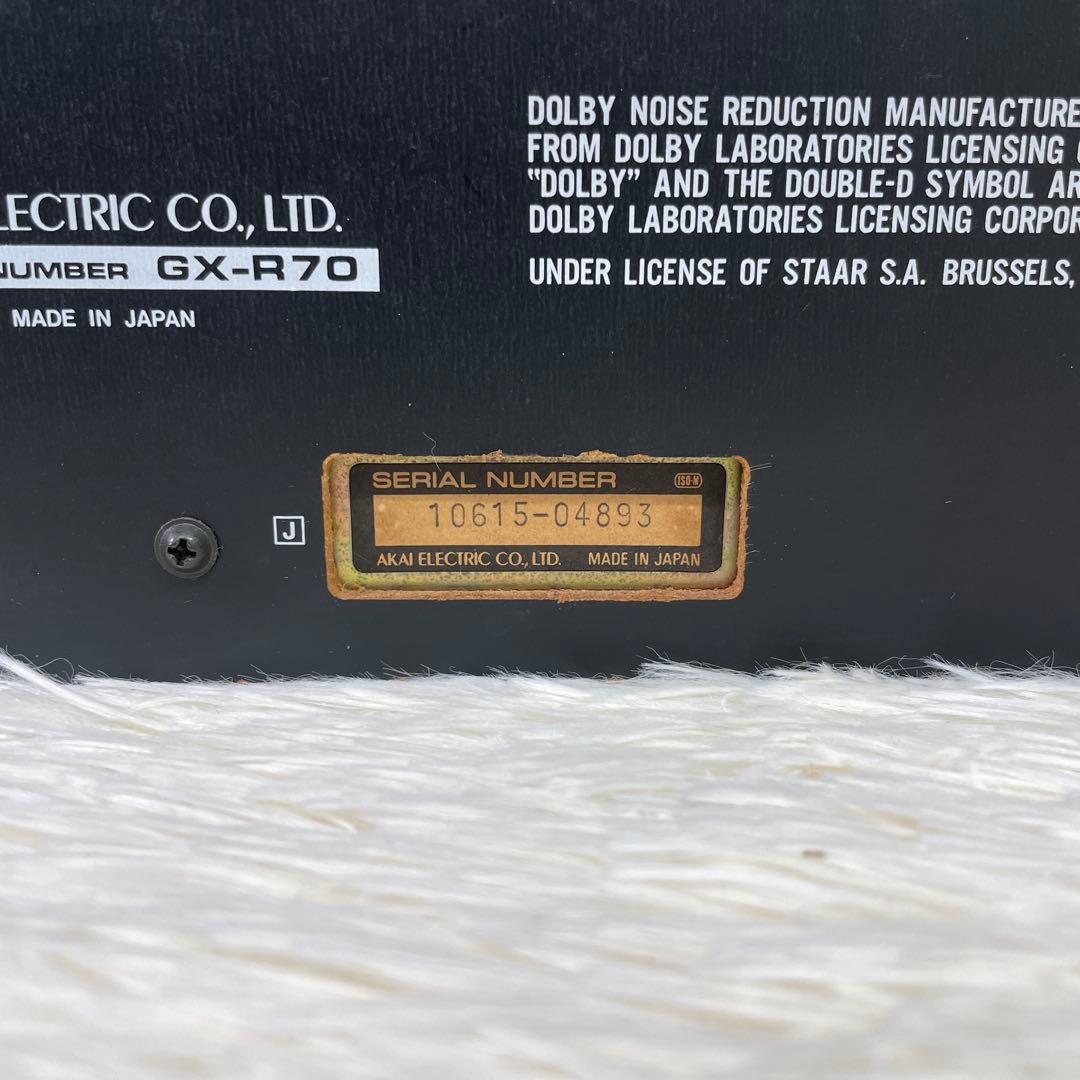 ELECTRIC CO., LTD.
NUMBER GX-R70
MADE IN JAPAN
DOLBY NOISE REDUCTION MANUFACTURE
FROM DOLBY LABORATORIES LICENSING
"DOLBY" AND THE DOUBLE-D SYMBOL AR
DOLBY LABORATORIES LICENSING CORPOR
UNDER LICENSE OF STAAR S.A. BRUSSELS,
J
SERIAL NUMBER ISO-M
10615-04893
AKAI ELECTRIC CO., LTD. MADE IN JAPAN